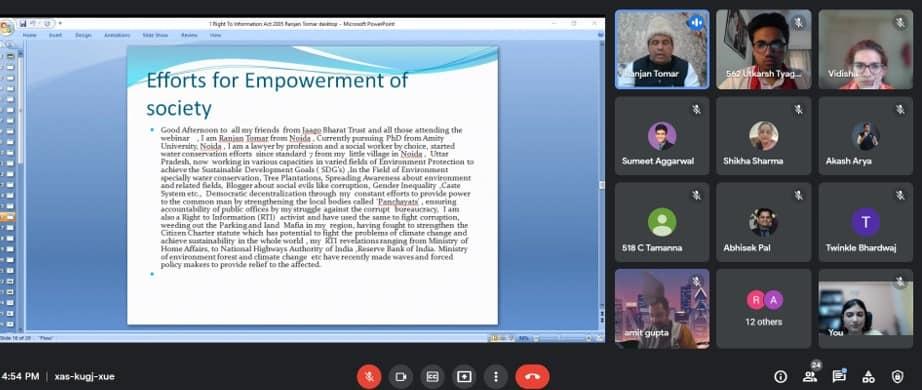 ! Right To Information Act 2005 Ranjan Tomar desktop - Microsoft PowerPoint
Home Insert Design Animations Slide Show Review View
Efforts for Empowerment of
society
Good Afternoon to all my friends from Jaago Bharat Trust and all those attending the
webinar , I am Ranjan Tomar from Noida , Currently pursuing PhD from Amity
University, Noida , I am a lawyer by profession and a social worker by choice, started
water conservation efforts since standard 7 from my little village in Noida , Uttar
Pradesh, now working in various capacities in varied fields of Environment Protection to
achieve the Sustainable Development Goals ( SDG's) ,In the Field of Environment
specially water conservation, Tree Plantations, Spreading Awareness about environment
and related fields, Blogger about social evils like corruption, Gender Inequality ,Caste
System etc., Democratic decentralization through my constant efforts to provide power
to the common man by strengthening the local bodies called 'Panchayats' , ensuring
accountability of public offices by my struggle against the corrupt bureaucracy, I am
also a Right to Information (RTI) activist and have used the same to fight corruption,
weeding out the Parking and land Mafia in my region, having fought to strengthen the
Citizen Charter statute which has potential to fight the problems of climate change and
achieve sustainability in the whole world , my RTI revelations ranging from Ministry of
Home Affairs, to National Highways Authority of India ,Reserve Bank of India. Ministry
of environment forest and climate change etc have recently made waves and forced
policy makers to provide relief to the affected.
Ranjan Tomar
562 Utkarsh Tyag...
Vidisha
Sumeet Aggarwal
Shikha Sharma
Akash Arya
518 C Tamanna
Abhisek Pal
T
Twinkle Bhardwaj
amit gupta
R A
12 others
You
4:54 PM | xas-kugj-xue
24